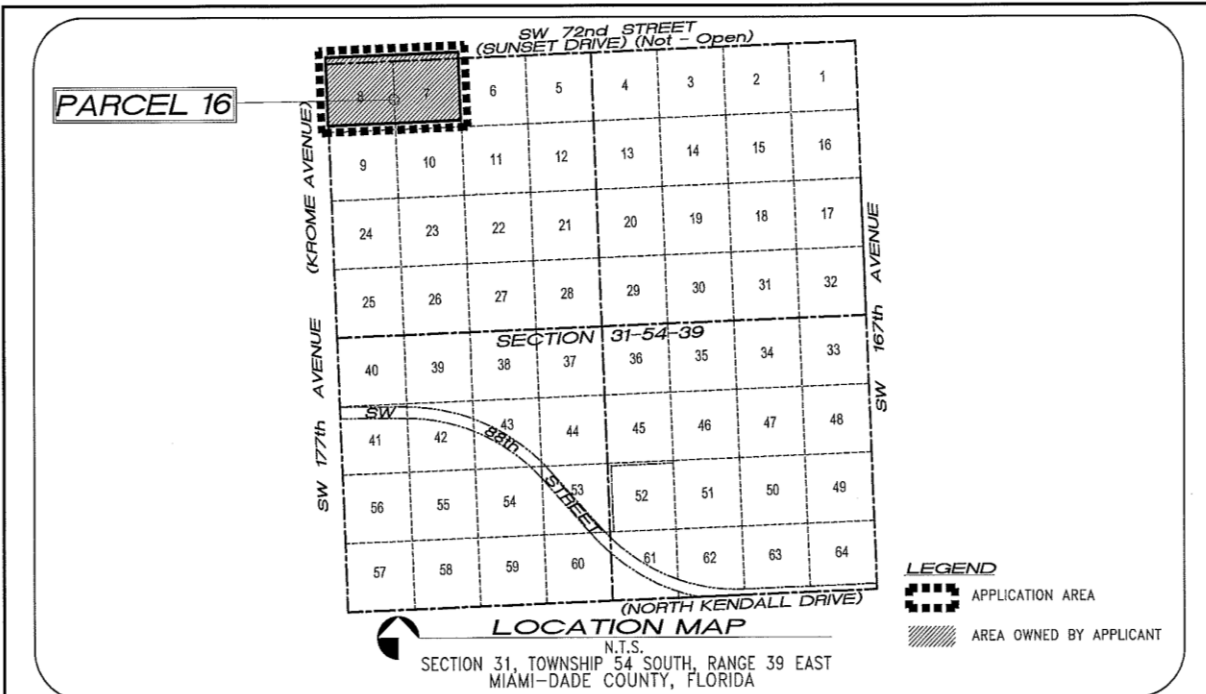 SW 72nd STREET
(SUNSET DRIVE) (Not - Open)
PARCEL 16
8 7 6 5 4 3 2 1
9 10 11 12 13 14 15 16
24 23 22 21 20 19 18 17
25 26 27 28 29 30 31 32
SECTION 31-54-39
40 39 38 37 36 35 34 33
41 42 43 44 45 46 47 48
56 55 54 53 52 51 50 49
57 58 59 60 61 62 63 64
SW 88th STREET
SW 177th AVENUE (KROME AVENUE)
SW 167th AVENUE
(NORTH KENDALL DRIVE)
LEGEND
APPLICATION AREA
AREA OWNED BY APPLICANT
LOCATION MAP
N.T.S.
SECTION 31, TOWNSHIP 54 SOUTH, RANGE 39 EAST
MIAMI-DADE COUNTY, FLORIDA